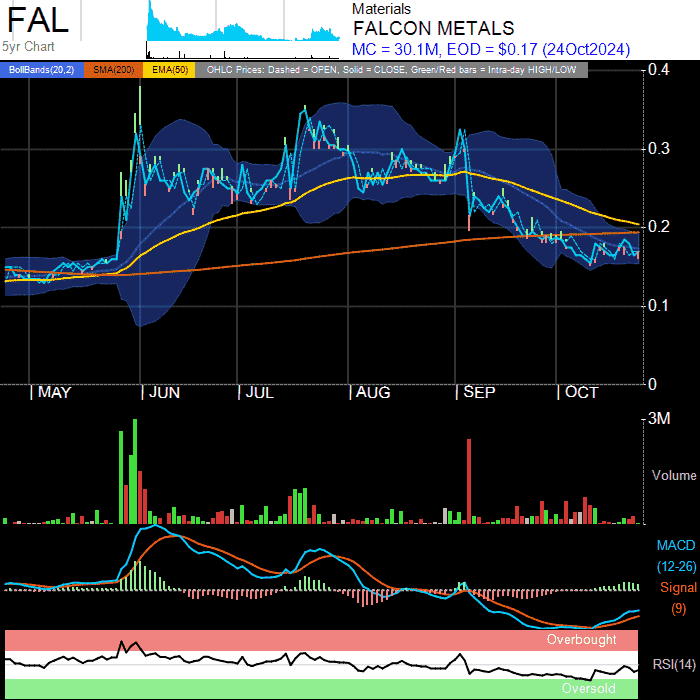 FAL
5yr Chart
Materials
FALCON METALS
MC = 30.1M, EOD = $0.17 (24Oct2024)
BollBands(20,2) SMA(200) EMA(50) OHLC Prices: Dashed = OPEN, Solid = CLOSE, Green/Red bars = Intra-day HIGH/LOW
0.4
0.3
0.2
0.1
0
MAY JUN JUL AUG SEP OCT
3M
Volume
MACD
(12-26)
Signal
(9)
Overbought
RSI(14)
Oversold